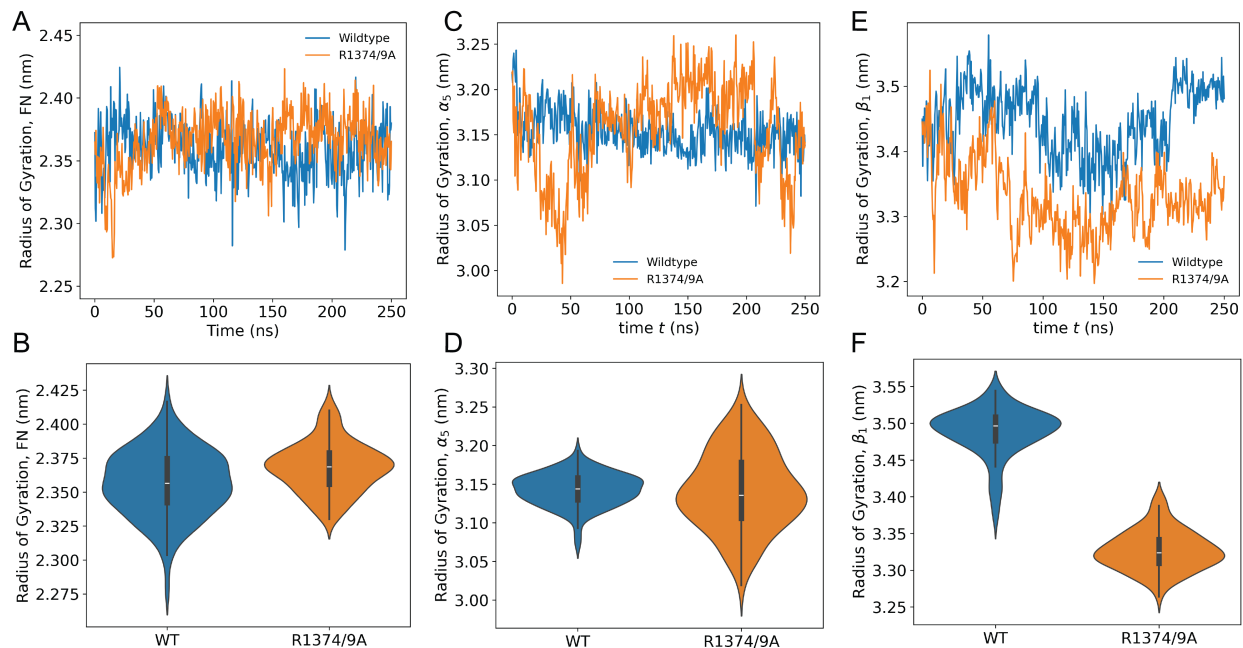 A
Radius of Gyration, FN (nm)
2.45
2.40
2.35
2.30
2.25
Wildtype
R1374/9A
0 50 100 150 200 250
Time (ns)
C
Radius of Gyration, α5 (nm)
3.25
3.20
3.15
3.10
3.05
3.00
Wildtype
R1374/9A
0 50 100 150 200 250
time t (ns)
E
Radius of Gyration, β1 (nm)
3.5
3.4
3.3
3.2
Wildtype
R1374/9A
0 50 100 150 200 250
time t (ns)
B
Radius of Gyration, FN (nm)
2.425
2.400
2.375
2.350
2.325
2.300
2.275
WT R1374/9A
D
Radius of Gyration, α5 (nm)
3.30
3.25
3.20
3.15
3.10
3.05
3.00
WT R1374/9A
F
Radius of Gyration, β1 (nm)
3.55
3.50
3.45
3.40
3.35
3.30
3.25
WT R1374/9A